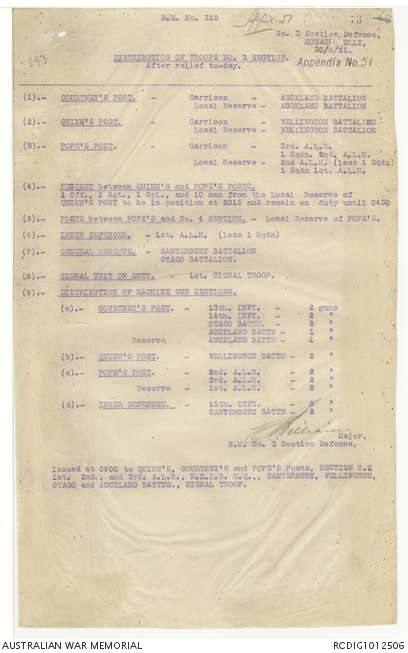 B.M. No. 310
Appx. 51
73
No. 3 Section Defence,
MONASH GULLY
30/5/15.
Appendix No. 51
593
DISTRIBUTION OF TROOPS NO. 3 SECTION.
After relief to-day.
(1).- COURTNEY'S POST. - Garrison - AUCKLAND BATTALION
Local Reserve - AUCKLAND BATTALION
(2).- QUINN'S POST. - Garrison - WELLINGTON BATTALION
Local Reserve - WELLINGTON BATTALION
(3).- POPE'S POST. - Garrison - 3rd. A.L.H.
1 Sqdn. 2nd. A.L.H.
Local Reserve - 2nd A.L.H (less 1 Sqdn)
1 Sqdn 1st. A.L.H.
(4).- PICQUET between QUINN'S and POPE'S POSTS.
1 Off., 1 Sgt., 1 Cpl., and 10 men from the Local Reserve of
QUINN'S POST to be in position at 2015 and remain on duty until 0430
(5).- POSTS between POPE'S and No. 4 SECTION. - Local Reserve of POPE'S.
(6).- INNER DEFENCES. - 1st. A.L.H. (less 1 Sqdn)
(7).- GENERAL RESERVE. - CANTERBURY BATTALION
OTAGO BATTALION.
(8).- SIGNAL UNIT ON DUTY. - 1st. SIGNAL TROOP.
(9).- DISTRIBUTION OF MACHINE GUN SECTIONS.
(a).- COURTNEY'S POST. - 13th. INFY. - 2 guns
14th. INFY. - 2 "
OTAGO BATTN. - 2 "
AUCKLAND BATTN - 1 "
Reserve AUCKLAND BATTN - 1 "
(b).- QUINN'S POST. - WELLINGTON BATTN - 2 "
(c).- POPE'S POST. - 2nd. A.L.H. - 2 "
3rd. A.L.H. - 2 "
Reserve - 1st. A.L.H. - 2 "
(d).- INNER DEFENCES. - 15th. INFY. - 2 "
CANTERBURY BATTN - 2 "
Major.
B.M. No. 3 Section Defence.
Issued at 0900 to QUINN'S, COURTNEY'S and POPE'S Posts, SECTION H.Q
1st. 2nd., and 3rd. A.L.H., N.Z.I.B. H.Q.,, CANTERBURY, WELLINGTON,
OTAGO and AUCKLAND BATTNS., SIGNAL TROOP.
AUSTRALIAN WAR MEMORIAL
RCDIG1012506